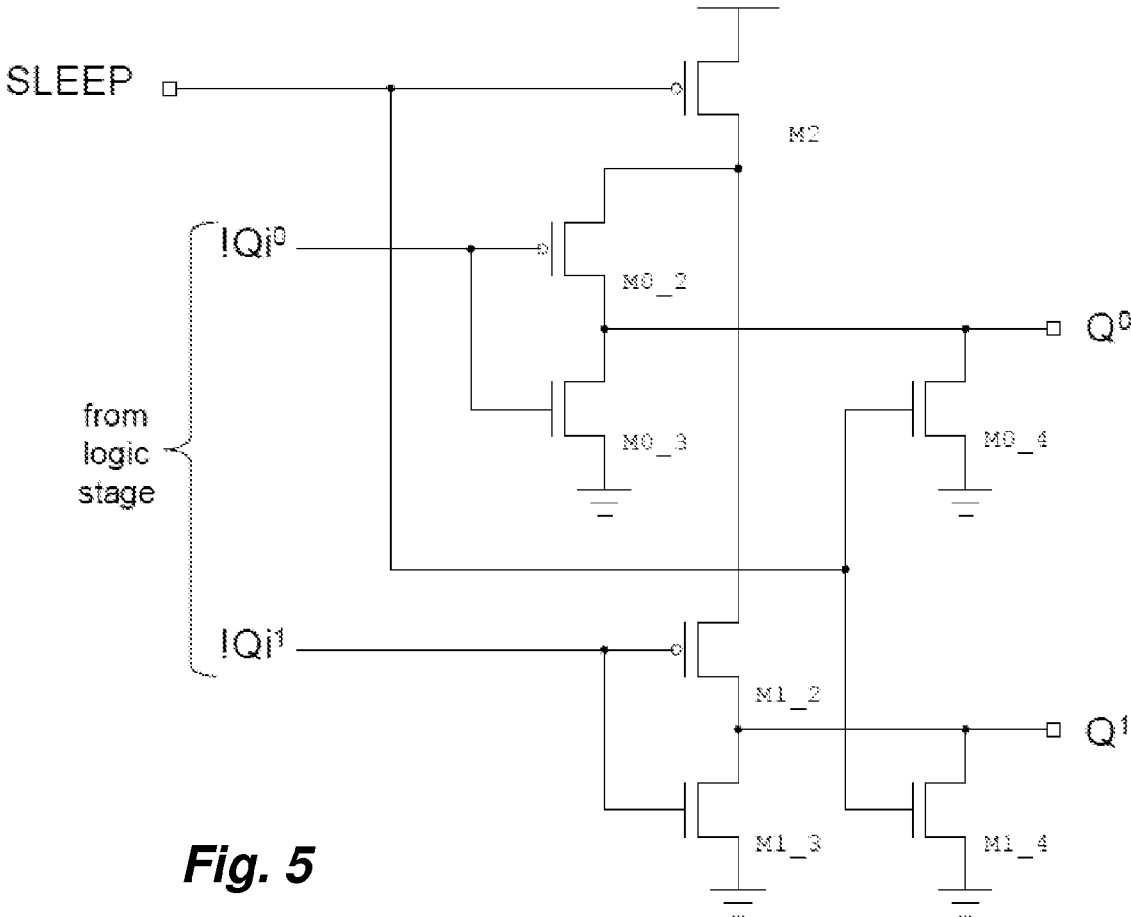 SLEEP
M2
!Qi⁰
M0_2
Q⁰
from
logic
stage
M0_3
M0_4
!Qi¹
M1_2
Q¹
M1_3
M1_4
Fig. 5